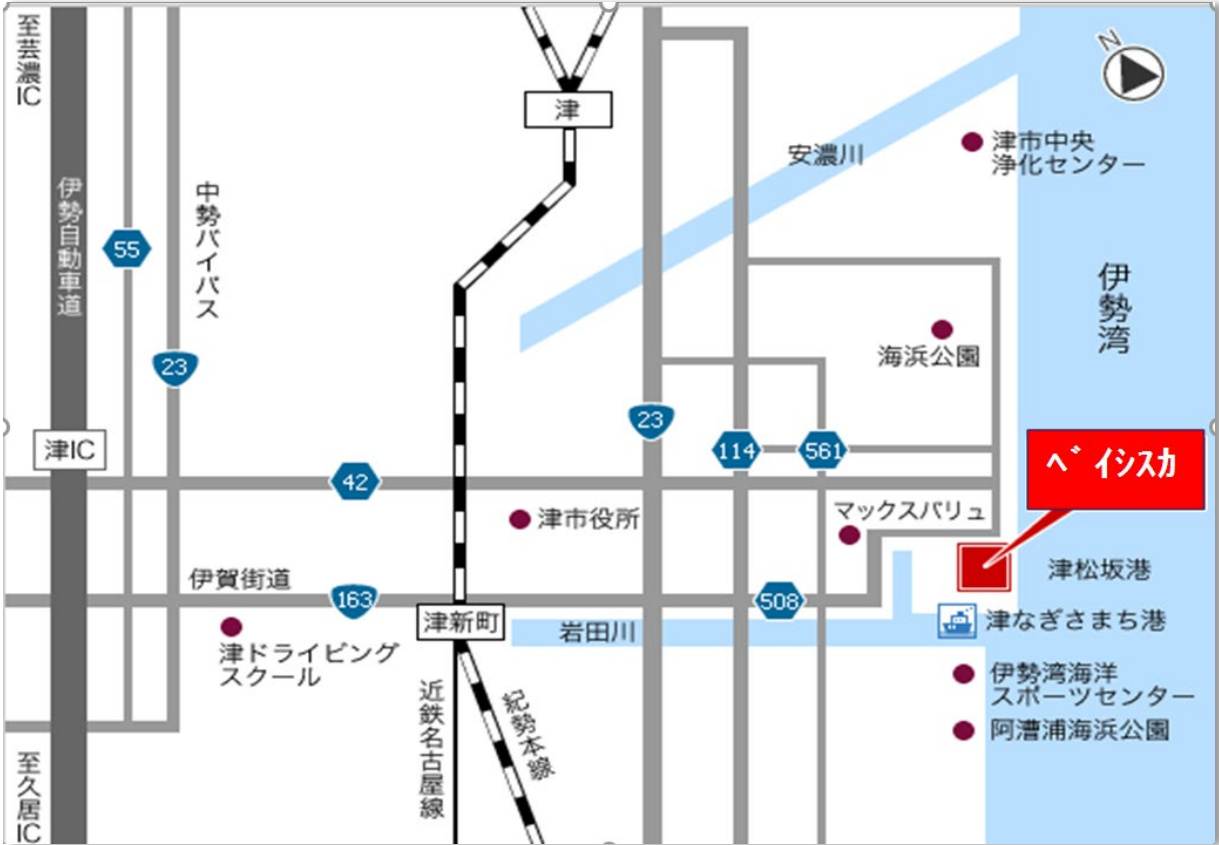 至芸濃IC
N
津
安濃川
津市中央
浄化センター
伊勢自動車道
中勢バイパス
55
伊勢湾
海浜公園
23
23
津IC
114
561
ベイシスカ
42
津市役所
マックスバリュ
伊賀街道
163
508
津松坂港
津新町
岩田川
津なぎさまち港
津ドライビング
スクール
伊勢湾海洋
スポーツセンター
近鉄名古屋線
紀勢本線
阿漕浦海浜公園
至久居IC